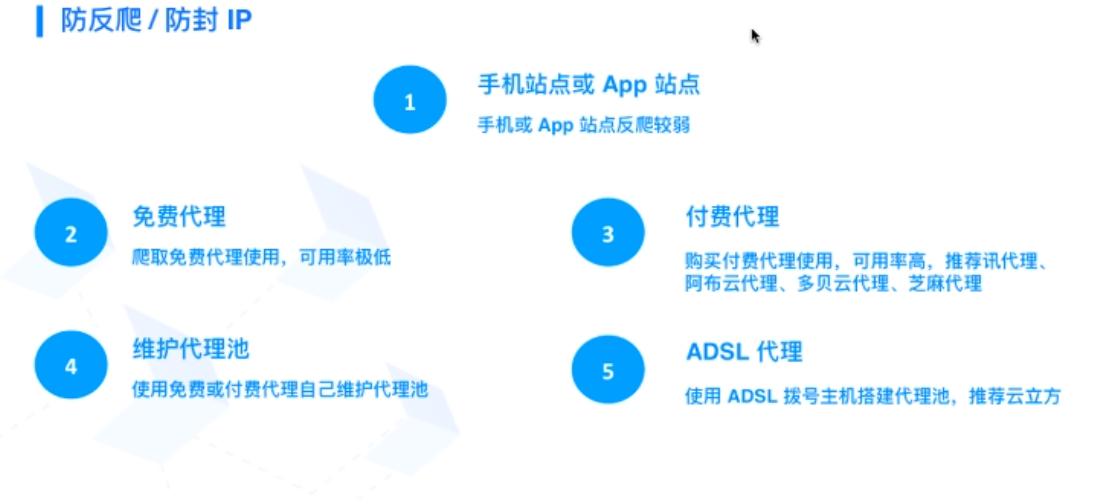 防反爬 / 防封 IP
1
手机站点或 App 站点
手机或 App 站点反爬较弱
2
免费代理
爬取免费代理使用，可用率极低
3
付费代理
购买付费代理使用，可用率高，推荐讯代理、
阿布云代理、多贝云代理、芝麻代理
4
维护代理池
使用免费或付费代理自己维护代理池
5
ADSL 代理
使用 ADSL 拨号主机搭建代理池，推荐云立方